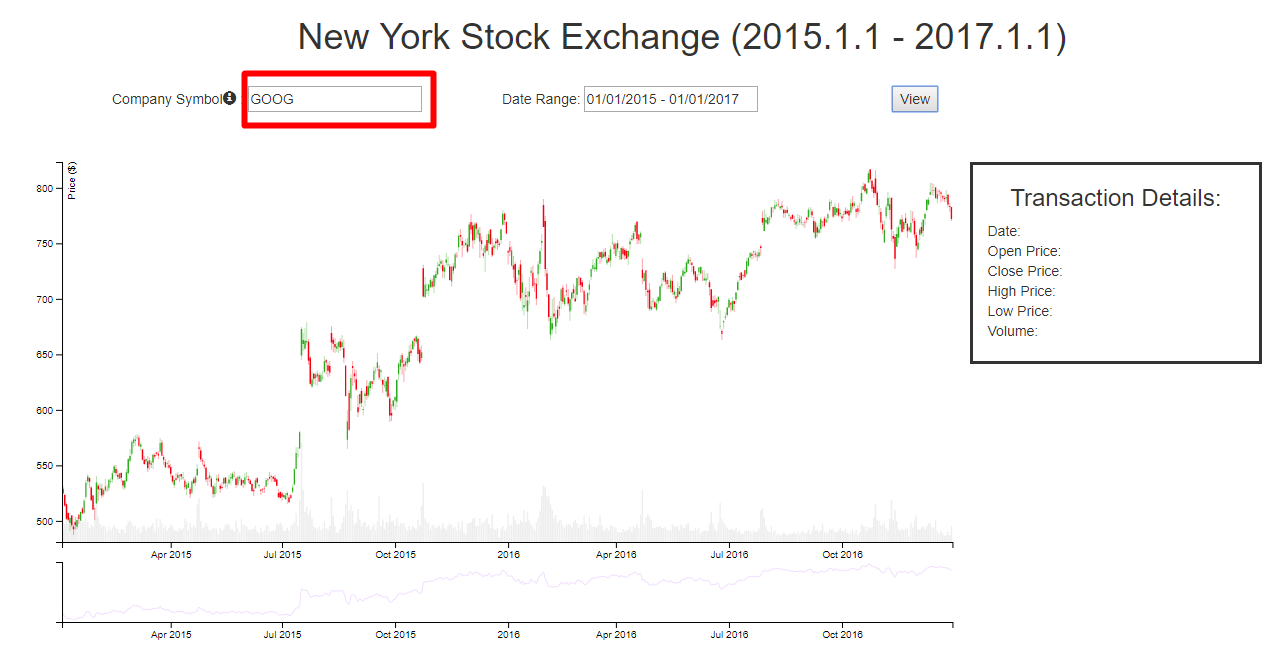 New York Stock Exchange (2015.1.1 - 2017.1.1)
Company Symbol : GOOG Date Range: 01/01/2015 - 01/01/2017 View
Price ($)
800
750
700
650
600
550
500
Apr 2015 Jul 2015 Oct 2015 2016 Apr 2016 Jul 2016 Oct 2016
Transaction Details:
Date:
Open Price:
Close Price:
High Price:
Low Price:
Volume:
Apr 2015 Jul 2015 Oct 2015 2016 Apr 2016 Jul 2016 Oct 2016